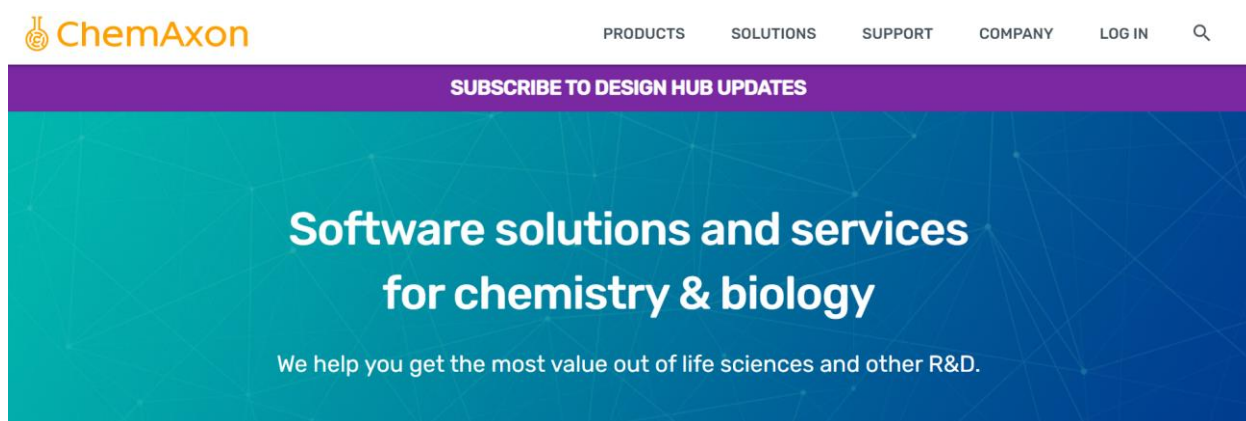 ChemAxon
PRODUCTS SOLUTIONS SUPPORT COMPANY LOG IN
SUBSCRIBE TO DESIGN HUB UPDATES
Software solutions and services
for chemistry & biology
We help you get the most value out of life sciences and other R&D.